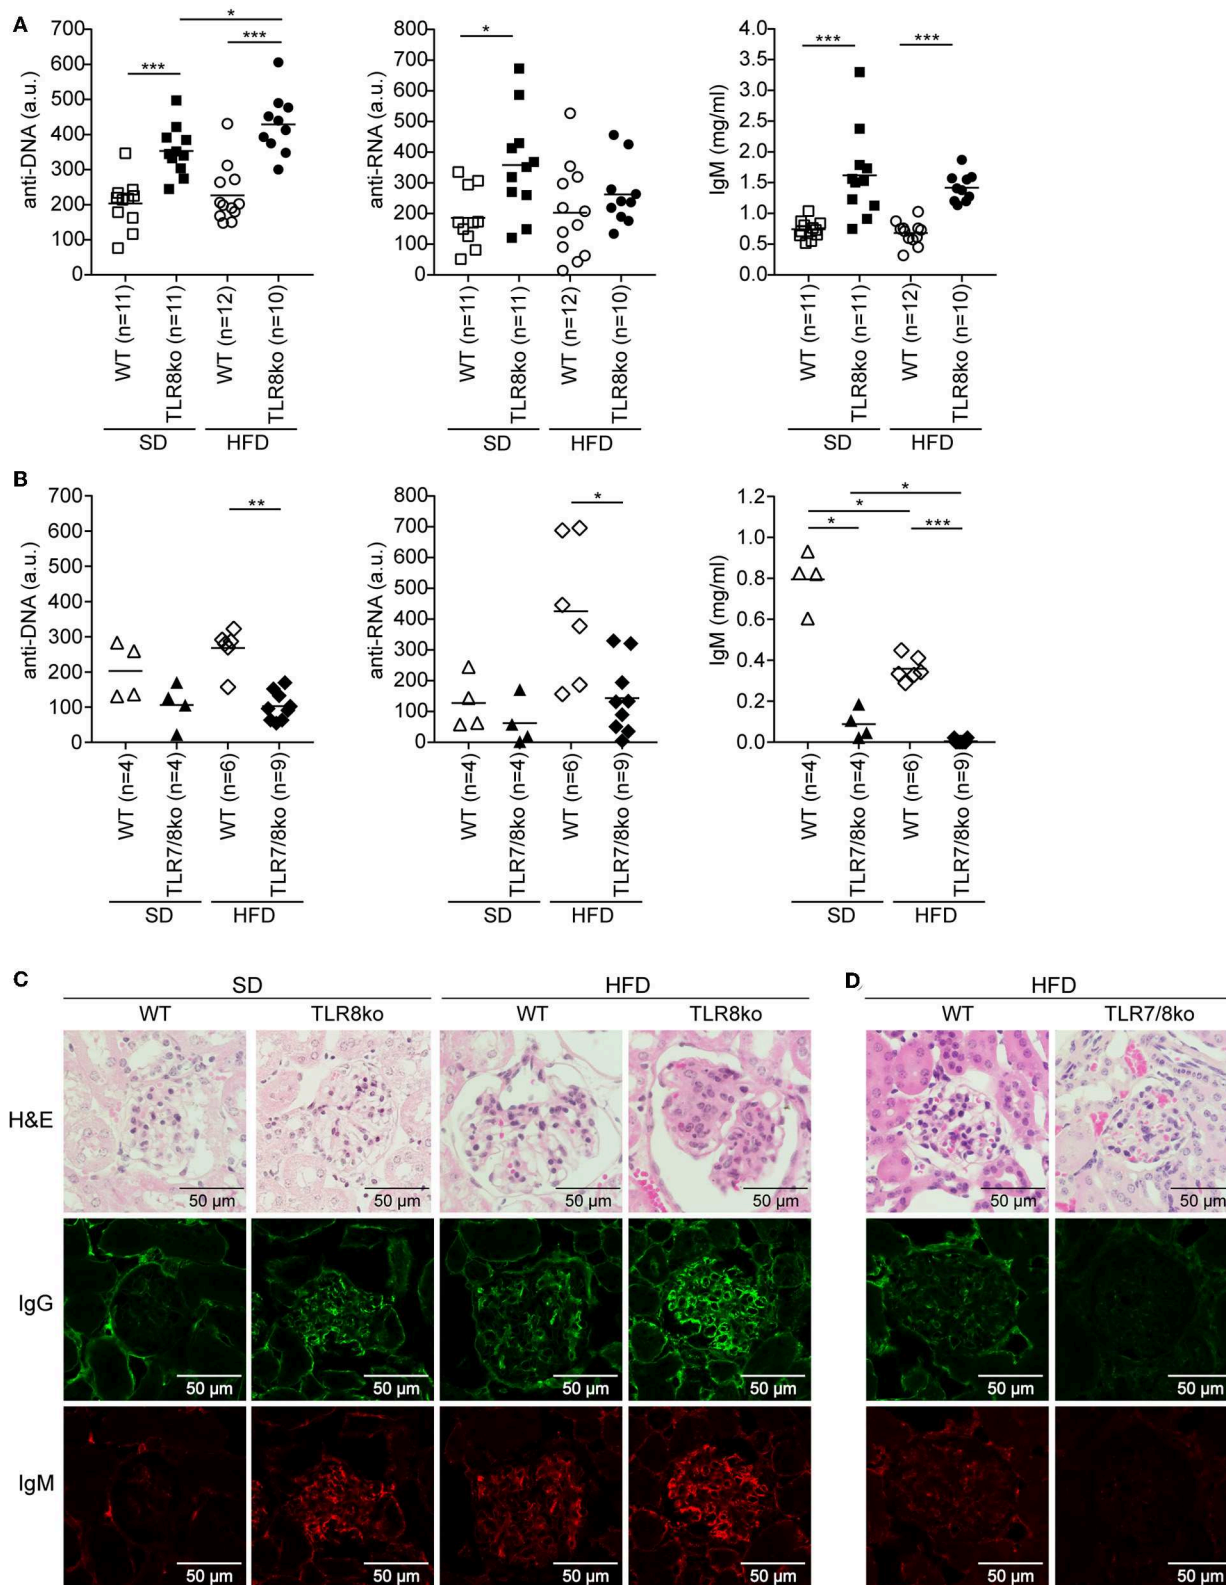 A
anti-DNA (a.u.)
700
600
500
400
300
200
100
0
***
*
***
WT (n=11)
TLR8ko (n=11)
WT (n=12)
TLR8ko (n=10)
SD
HFD
anti-RNA (a.u.)
800
700
600
500
400
300
200
100
0
*
WT (n=11)
TLR8ko (n=11)
WT (n=12)
TLR8ko (n=10)
SD
HFD
IgM (mg/ml)
4.0
3.5
3.0
2.5
2.0
1.5
1.0
0.5
0.0
***
***
WT (n=11)
TLR8ko (n=11)
WT (n=12)
TLR8ko (n=10)
SD
HFD
B
anti-DNA (a.u.)
700
600
500
400
300
200
100
0
**
WT (n=4)
TLR7/8ko (n=4)
WT (n=6)
TLR7/8ko (n=9)
SD
HFD
anti-RNA (a.u.)
800
700
600
500
400
300
200
100
0
*
WT (n=4)
TLR7/8ko (n=4)
WT (n=6)
TLR7/8ko (n=9)
SD
HFD
IgM (mg/ml)
1.2
1.0
0.8
0.6
0.4
0.2
0.0
*
*
*
***
WT (n=4)
TLR7/8ko (n=4)
WT (n=6)
TLR7/8ko (n=9)
SD
HFD
C
SD
HFD
WT
TLR8ko
WT
TLR8ko
D
HFD
WT
TLR7/8ko
H&E
50 µm
50 µm
50 µm
50 µm
50 µm
50 µm
IgG
50 µm
50 µm
50 µm
50 µm
50 µm
50 µm
IgM
50 µm
50 µm
50 µm
50 µm
50 µm
50 µm